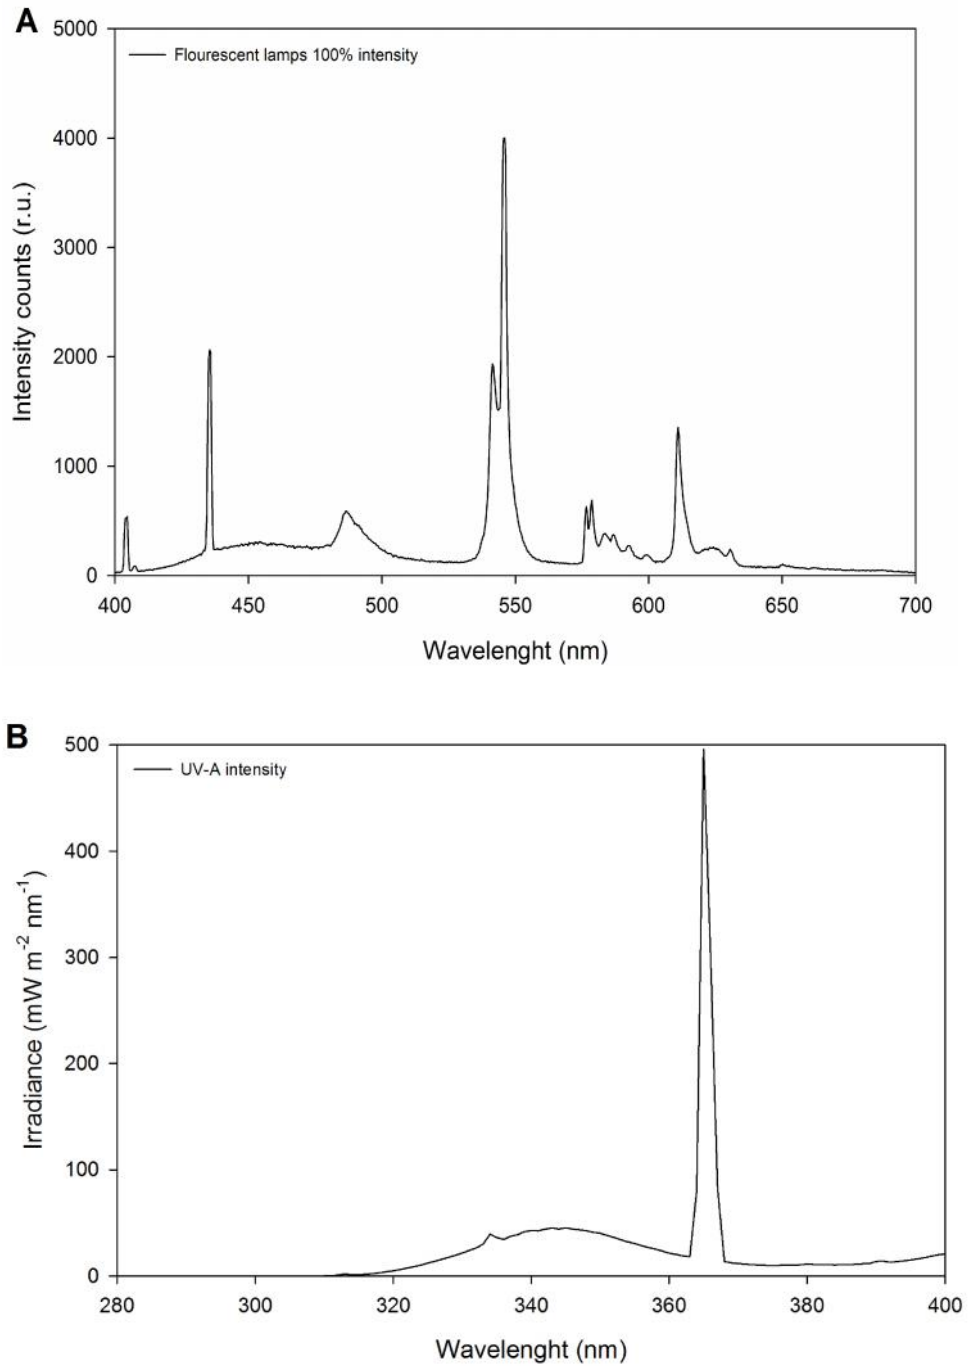 A
5000
Flourescent lamps 100% intensity
4000
3000
2000
1000
0
Intensity counts (r.u.)
400 450 500 550 600 650 700
Wavelenght (nm)
B
500
UV-A intensity
400
300
200
100
0
Irradiance (mW m-2 nm-1)
280 300 320 340 360 380 400
Wavelenght (nm)